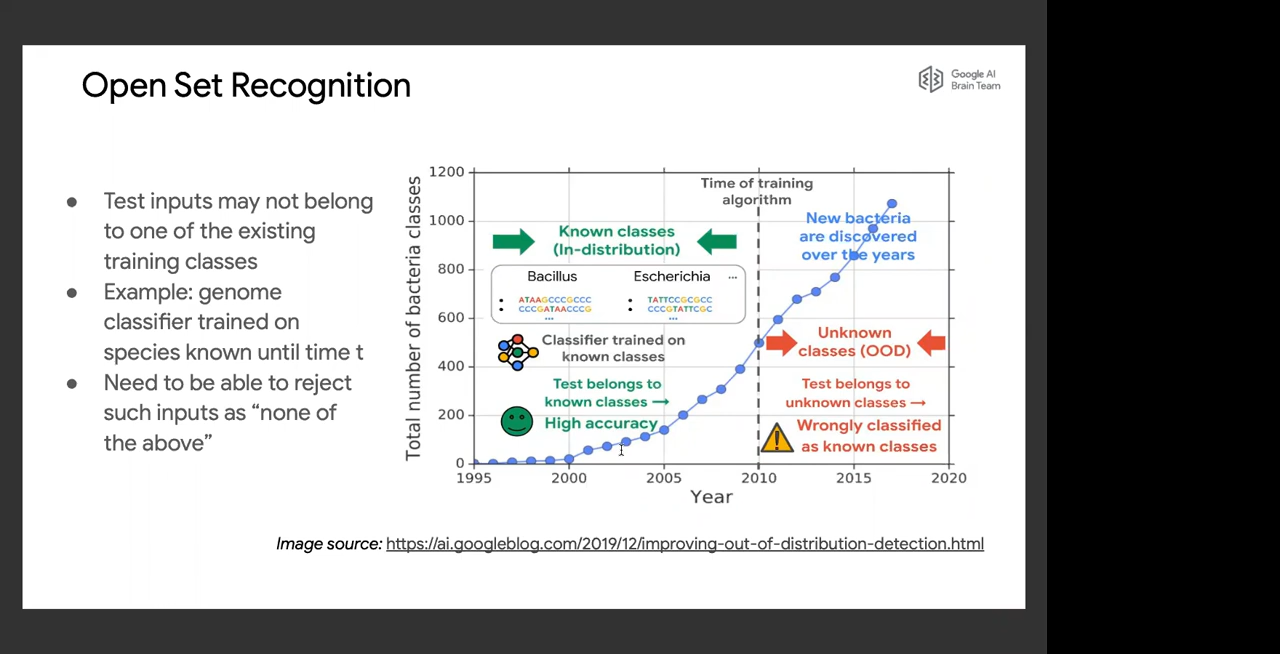 Open Set Recognition
Google AI
Brain Team
● Test inputs may not belong
to one of the existing
training classes
● Example: genome
classifier trained on
species known until time t
● Need to be able to reject
such inputs as “none of
the above”
Total number of bacteria classes
1200
1000
800
600
400
200
0
Time of training
algorithm
Known classes
(In-distribution)
Bacillus
Escherichia ...
: ATAAGCCCGCCC
CCCGATAACCCG
...
: TATTCCGCGCC
CCCGTATTCGC
...
Classifier trained on
known classes
Test belongs to
known classes →
High accuracy
New bacteria
are discovered
over the years
Unknown
classes (OOD)
Test belongs to
unknown classes →
Wrongly classified
as known classes
1995 2000 2005 2010 2015 2020
Year
Image source: https://ai.googleblog.com/2019/12/improving-out-of-distribution-detection.html